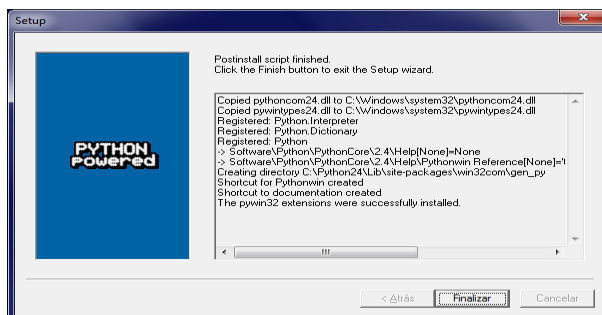 Setup
Postinstall script finished.
Click the Finish button to exit the Setup wizard.
PYTHON
Powered
Copied pythoncom24.dll to C:\Windows\system32\pythoncom24.dll
Copied pywintypes24.dll to C:\Windows\system32\pywintypes24.dll
Registered: Python.Interpreter
Registered: Python.Dictionary
Registered: Python
-> Software\Python\PythonCore\2.4\Help[None]=None
-> Software\Python\PythonCore\2.4\Help\Pythonwin Reference[None]='
Creating directory C:\Python24\Lib\site-packages\win32com\gen_py
Shortcut for Pythonwin created
Shortcut to documentation created
The pywin32 extensions were successfully installed.
< Atrás
Finalizar
Cancelar